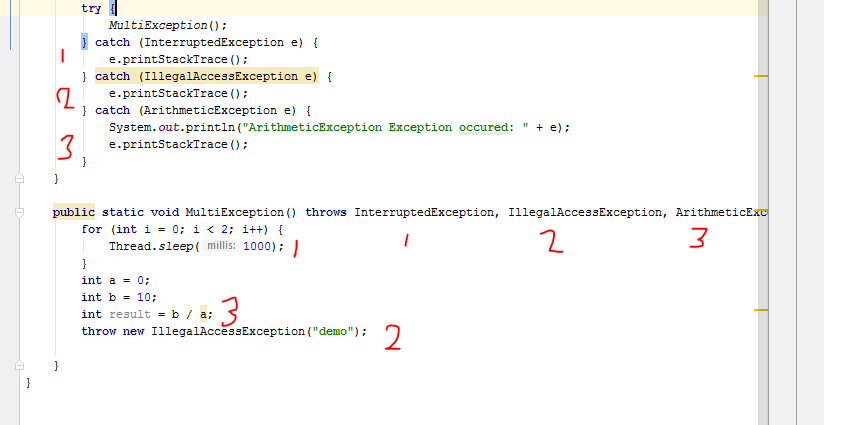 try {
MultiException();
} catch (InterruptedException e) {
1
e.printStackTrace();
} catch (IllegalAccessException e) {
2
e.printStackTrace();
} catch (ArithmeticException e) {
System.out.println("ArithmeticException Exception occured: " + e);
3
e.printStackTrace();
}
}
public static void MultiException() throws InterruptedException, IllegalAccessException, ArithmeticExc
for (int i = 0; i < 2; i++) {
1 2 3
Thread.sleep( millis: 1000); 1
}
int a = 0;
int b = 10;
int result = b / a; 3
throw new IllegalAccessException("demo"); 2
}
}